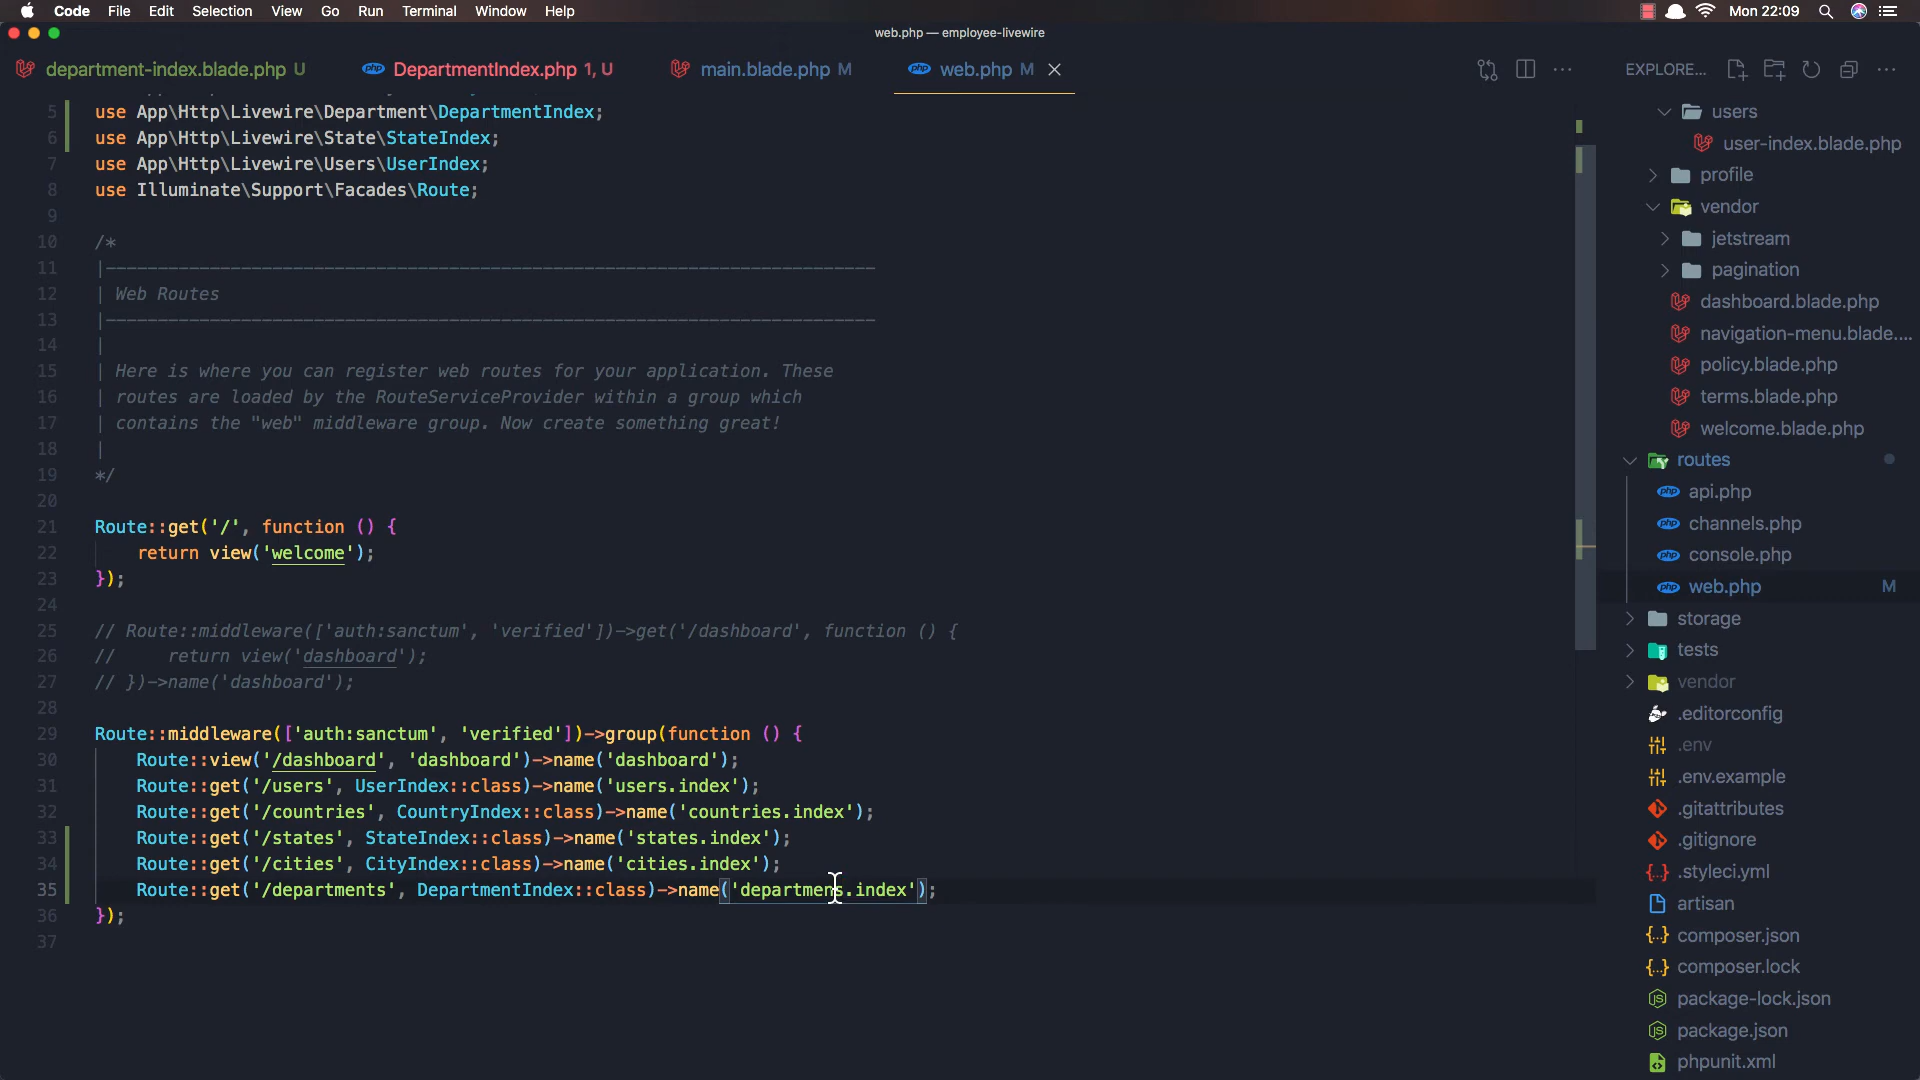 Code File Edit Selection View Go Run Terminal Window Help Mon 22:09
web.php — employee-livewire
department-index.blade.php U DepartmentIndex.php 1, U main.blade.php M web.php M EXPLORE...
5 use App\Http\Livewire\Department\DepartmentIndex;
6 use App\Http\Livewire\State\StateIndex;
7 use App\Http\Livewire\Users\UserIndex;
8 use Illuminate\Support\Facades\Route;
9
10 /*
11 |--------------------------------------------------------------------------
12 | Web Routes
13 |--------------------------------------------------------------------------
14 |
15 | Here is where you can register web routes for your application. These
16 | routes are loaded by the RouteServiceProvider within a group which
17 | contains the "web" middleware group. Now create something great!
18 |
19 */
20
21 Route::get('/', function () {
22 return view('welcome');
23 });
24
25 // Route::middleware(['auth:sanctum', 'verified'])->get('/dashboard', function () {
26 // return view('dashboard');
27 // })->name('dashboard');
28
29 Route::middleware(['auth:sanctum', 'verified'])->group(function () {
30 Route::view('/dashboard', 'dashboard')->name('dashboard');
31 Route::get('/users', UserIndex::class)->name('users.index');
32 Route::get('/countries', CountryIndex::class)->name('countries.index');
33 Route::get('/states', StateIndex::class)->name('states.index');
34 Route::get('/cities', CityIndex::class)->name('cities.index');
35 Route::get('/departments', DepartmentIndex::class)->name('departmens.index');
36 });
37
users
user-index.blade.php
profile
vendor
jetstream
pagination
dashboard.blade.php
navigation-menu.blade....
policy.blade.php
terms.blade.php
welcome.blade.php
routes
api.php
channels.php
console.php
web.php M
storage
tests
vendor
.editorconfig
.env
.env.example
.gitattributes
.gitignore
.styleci.yml
artisan
composer.json
composer.lock
package-lock.json
package.json
phpunit.xml